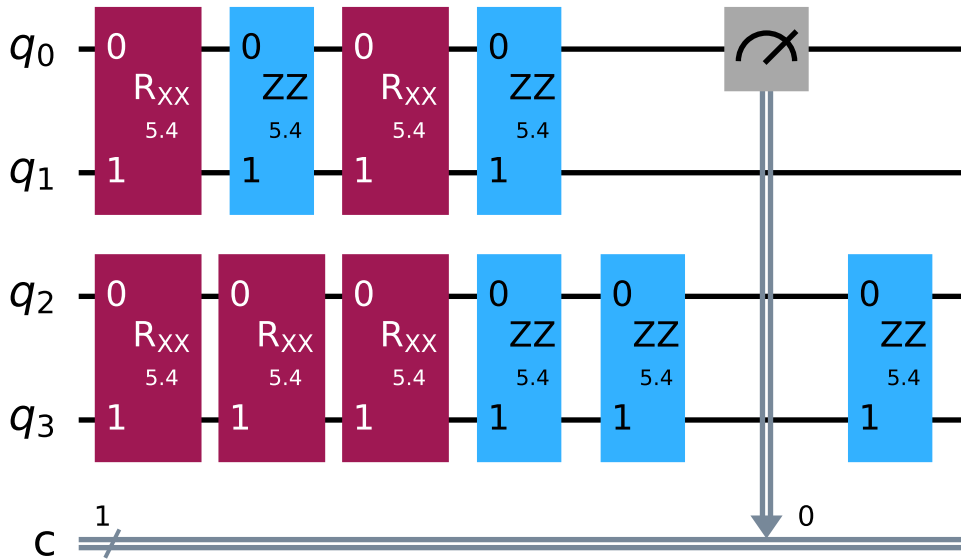 q0 0 0 0 0
RXX ZZ RXX ZZ
5.4 5.4 5.4 5.4
q1 1 1 1 1
q2 0 0 0 0 0 0
RXX RXX RXX ZZ ZZ ZZ
5.4 5.4 5.4 5.4 5.4 5.4
q3 1 1 1 1 1 1
1 0
c